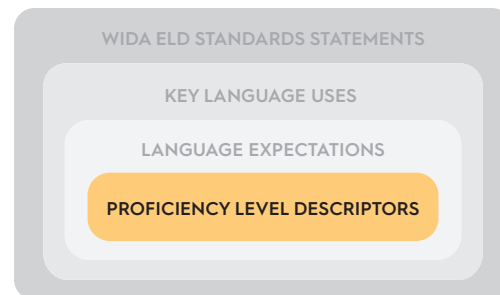 WIDA ELD STANDARDS STATEMENTS
KEY LANGUAGE USES
LANGUAGE EXPECTATIONS
PROFICIENCY LEVEL DESCRIPTORS